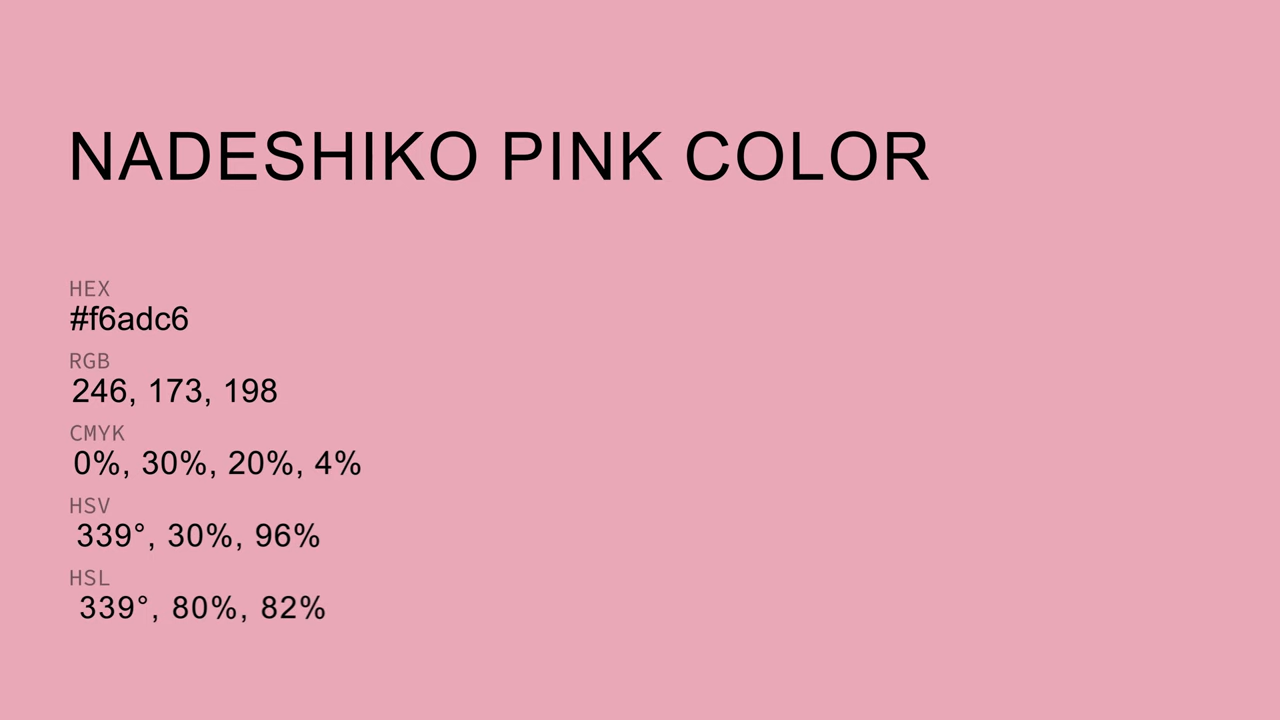 NADESHIKO PINK COLOR
HEX
#f6adc6
RGB
246, 173, 198
CMYK
0%, 30%, 20%, 4%
HSV
339°, 30%, 96%
HSL
339°, 80%, 82%